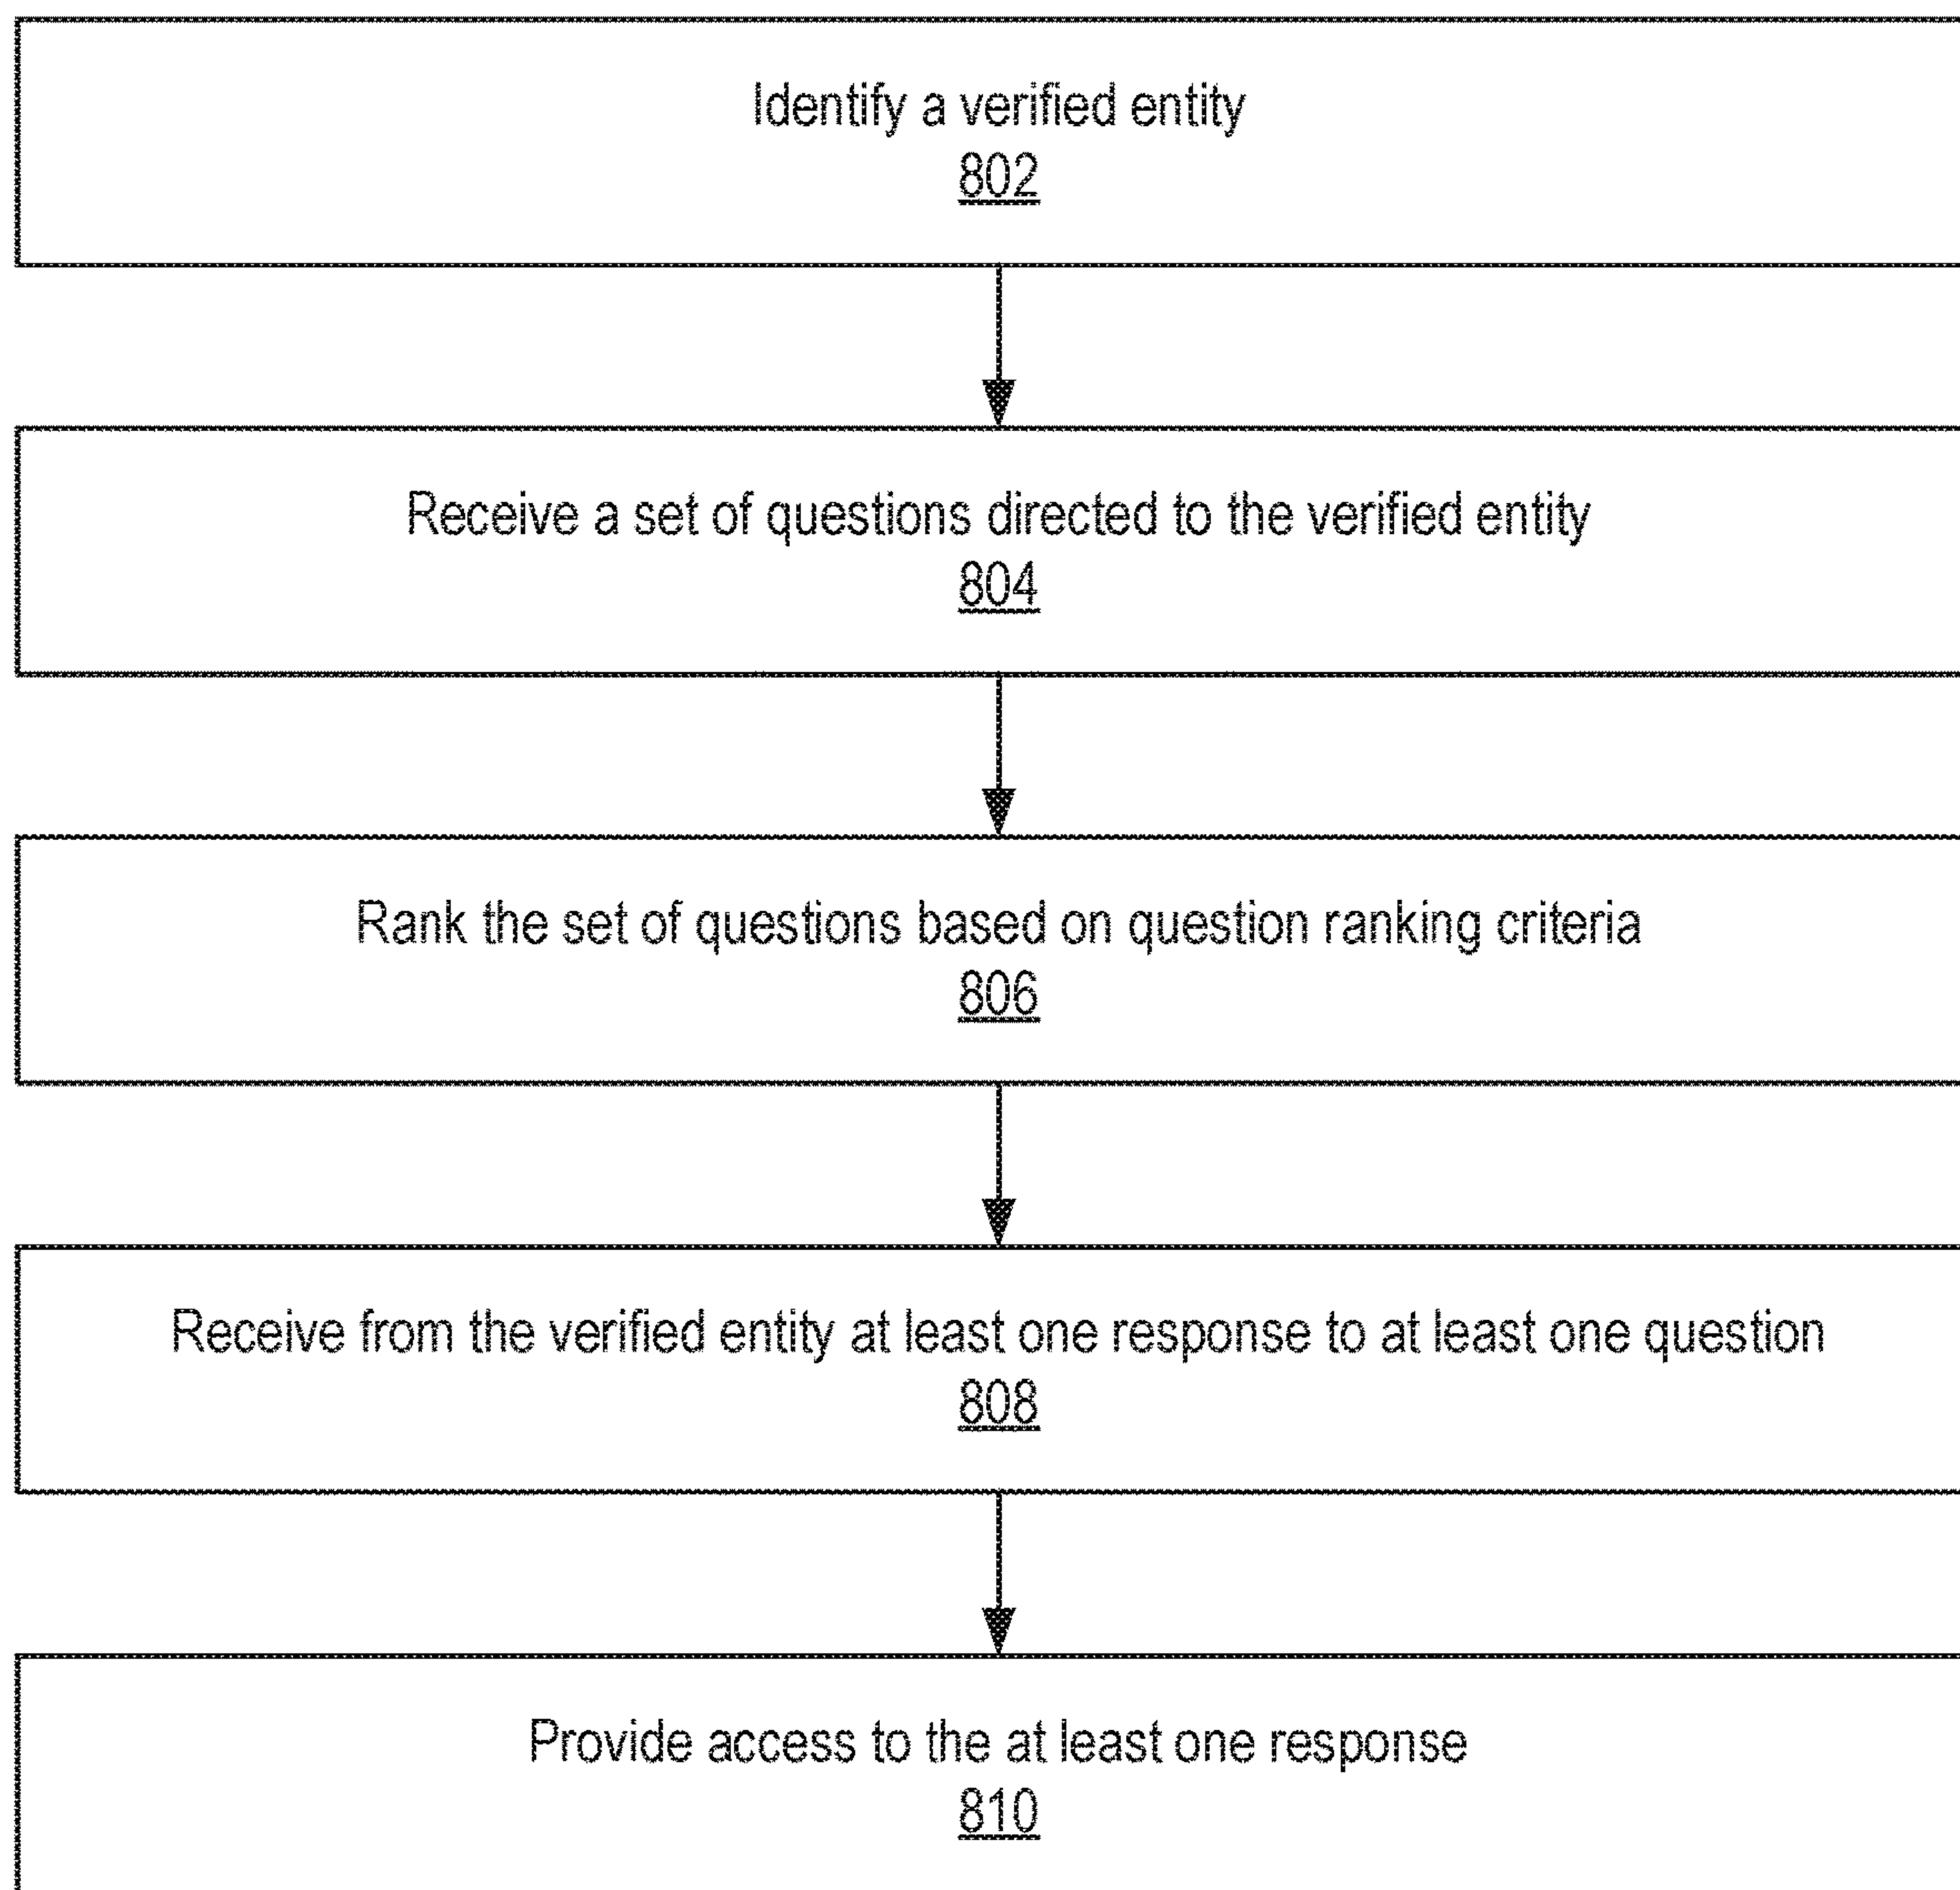 Identify a verified entity
802
Receive a set of questions directed to the verified entity
804
Rank the set of questions based on question ranking criteria
806
Receive from the verified entity at least one response to at least one question
808
Provide access to the at least one response
810